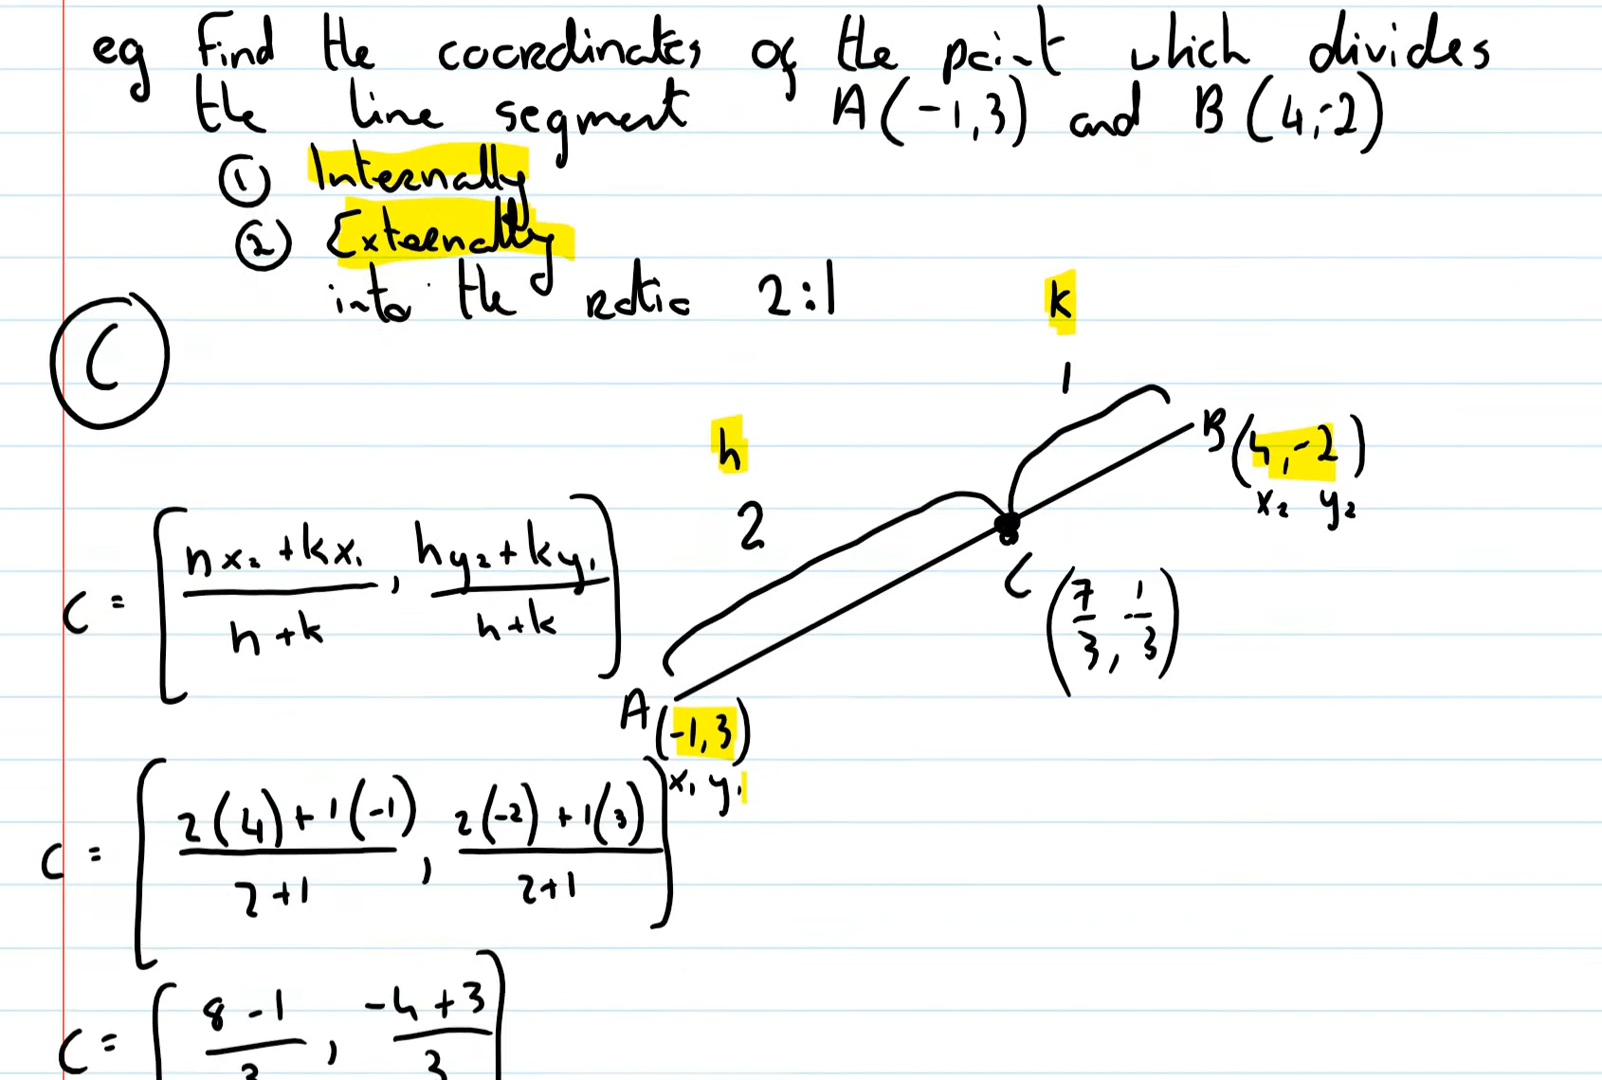 eg Find the coordinates of the point which divides
the line segment A(-1,3) and B(4,-2)
① Internally
② Externally
into the ratio 2:1
C
k
1
h
2
B(4,-2)
x₂ y₂
C = [hx₂+kx₁/h+k, hy₂+ky₁/h+k]
C (7/3, -1/3)
A(-1,3)
x₁ y₁
C = [2(4)+1(-1)/2+1, 2(-2)+1(3)/2+1]
C = [8-1/3, -4+3/3]